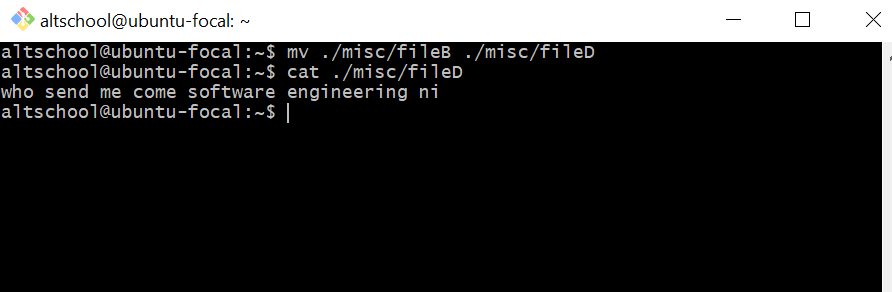 altschool@ubuntu-focal: ~
altschool@ubuntu-focal:~$ mv ./misc/fileB ./misc/fileD
altschool@ubuntu-focal:~$ cat ./misc/fileD
who send me come software engineering ni
altschool@ubuntu-focal:~$